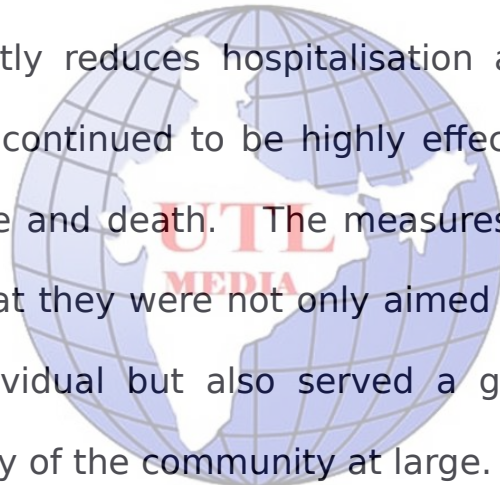 tly reduces hospitalisation a
continued to be highly effec
e and death. The measures
UTL
MEDIA
at they were not only aimed
vidual but also served a g
y of the community at large.